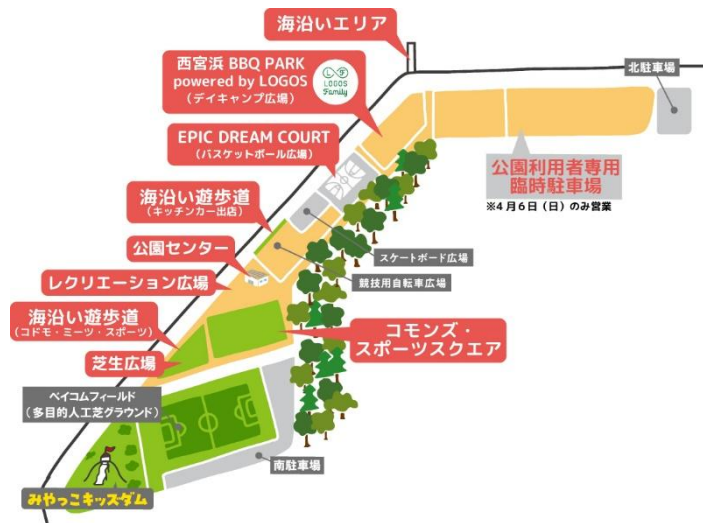 海沿いエリア
西宮浜 BBQ PARK
powered by LOGOS
（デイキャンプ広場）
LOGOS
Family
北駐車場
EPIC DREAM COURT
（バスケットボール広場）
公園利用者専用
臨時駐車場
※4月6日（日）のみ営業
海沿い遊歩道
（キッチンカー出店）
スケートボード広場
公園センター
競技用自転車広場
レクリエーション広場
海沿い遊歩道
（コドモ・ミーツ・スポーツ）
コモンズ・
スポーツスクエア
芝生広場
ベイコムフィールド
（多目的人工芝グラウンド）
南駐車場
みやっこキッズダム